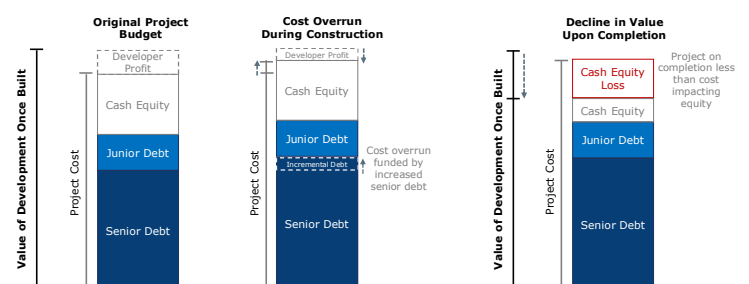 Original Project
Budget
Cost Overrun
During Construction
Decline in Value
Upon Completion
Value of Development Once Built
Project Cost
Developer
Profit
Cash Equity
Junior Debt
Senior Debt
Project Cost
Developer Profit
Cash Equity
Junior Debt
Incremental Debt
Senior Debt
Cost overrun
funded by
increased
senior debt
Value of Development Once Built
Project Cost
Cash Equity
Loss
Cash Equity
Junior Debt
Senior Debt
Project on
completion less
than cost
impacting
equity